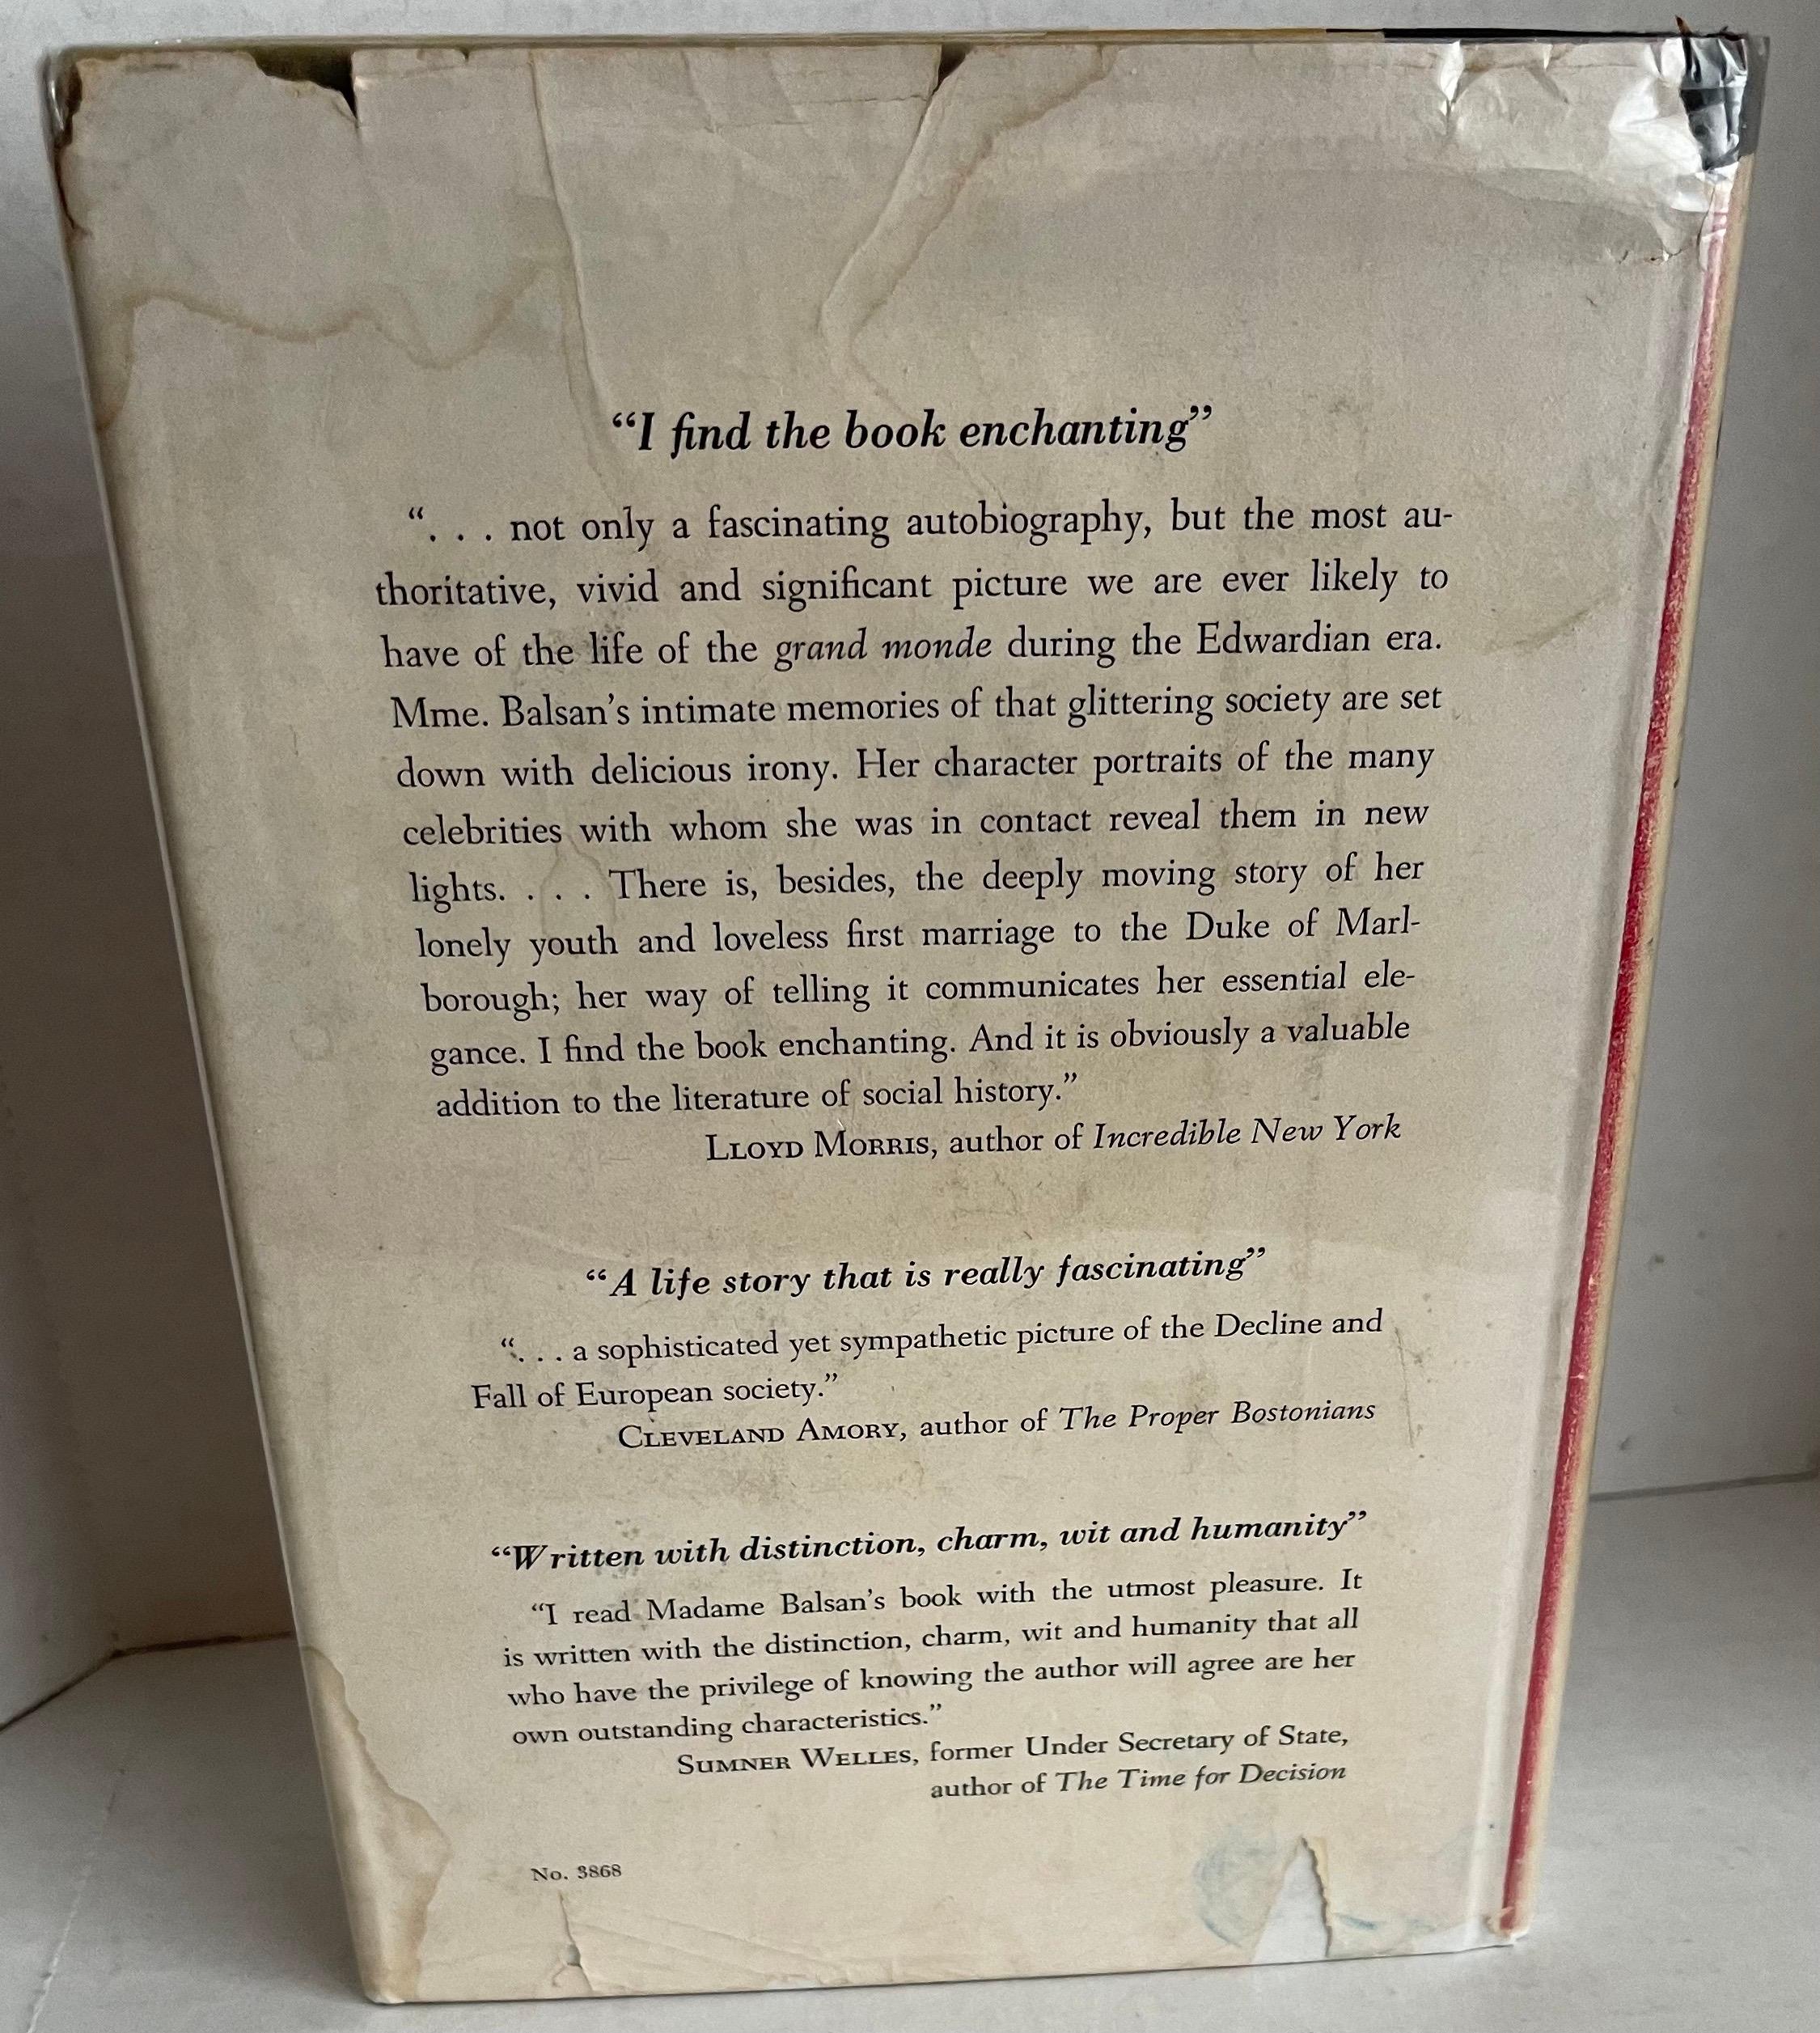 “I find the book enchanting”
“. . . not only a fascinating autobiography, but the most au-
thoritative, vivid and significant picture we are ever likely to
have of the life of the grand monde during the Edwardian era.
Mme. Balsan’s intimate memories of that glittering society are set
down with delicious irony. Her character portraits of the many
celebrities with whom she was in contact reveal them in new
lights. . . . There is, besides, the deeply moving story of her
lonely youth and loveless first marriage to the Duke of Marl-
borough; her way of telling it communicates her essential ele-
gance. I find the book enchanting. And it is obviously a valuable
addition to the literature of social history.”
LLOYD MORRIS, author of Incredible New York
“A life story that is really fascinating”
“. . . a sophisticated yet sympathetic picture of the Decline and
Fall of European society.”
CLEVELAND AMORY, author of The Proper Bostonians
“Written with distinction, charm, wit and humanity”
“I read Madame Balsan’s book with the utmost pleasure. It
is written with the distinction, charm, wit and humanity that all
who have the privilege of knowing the author will agree are her
own outstanding characteristics.”
SUMNER WELLES, former Under Secretary of State,
author of The Time for Decision
No. 3868